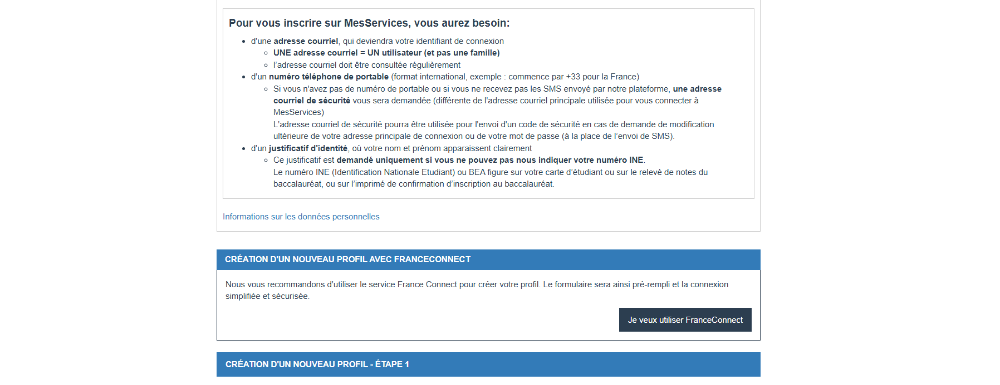 Pour vous inscrire sur MesServices, vous aurez besoin:
d'une adresse courriel, qui deviendra votre identifiant de connexion
UNE adresse courriel = UN utilisateur (et pas une famille)
l’adresse courriel doit être consultée régulièrement
d'un numéro téléphone de portable (format international, exemple : commence par +33 pour la France)
Si vous n'avez pas de numéro de portable ou si vous ne recevez pas les SMS envoyé par notre plateforme, une adresse
courriel de sécurité vous sera demandée (différente de l'adresse courriel principale utilisée pour vous connecter à
MesServices)
L'adresse courriel de sécurité pourra être utilisée pour l'envoi d'un code de sécurité en cas de demande de modification
ultérieure de votre adresse principale de connexion ou de votre mot de passe (à la place de l’envoi de SMS).
d'un justificatif d'identité, où votre nom et prénom apparaissent clairement
Ce justificatif est demandé uniquement si vous ne pouvez pas nous indiquer votre numéro INE.
Le numéro INE (Identification Nationale Etudiant) ou BEA figure sur votre carte d’étudiant ou sur le relevé de notes du
baccalauréat, ou sur l’imprimé de confirmation d’inscription au baccalauréat.
Informations sur les données personnelles
CRÉATION D'UN NOUVEAU PROFIL AVEC FRANCECONNECT
Nous vous recommandons d'utiliser le service France Connect pour créer votre profil. Le formulaire sera ainsi pré-rempli et la connexion
simplifiée et sécurisée.
Je veux utiliser FranceConnect
CRÉATION D'UN NOUVEAU PROFIL - ÉTAPE 1